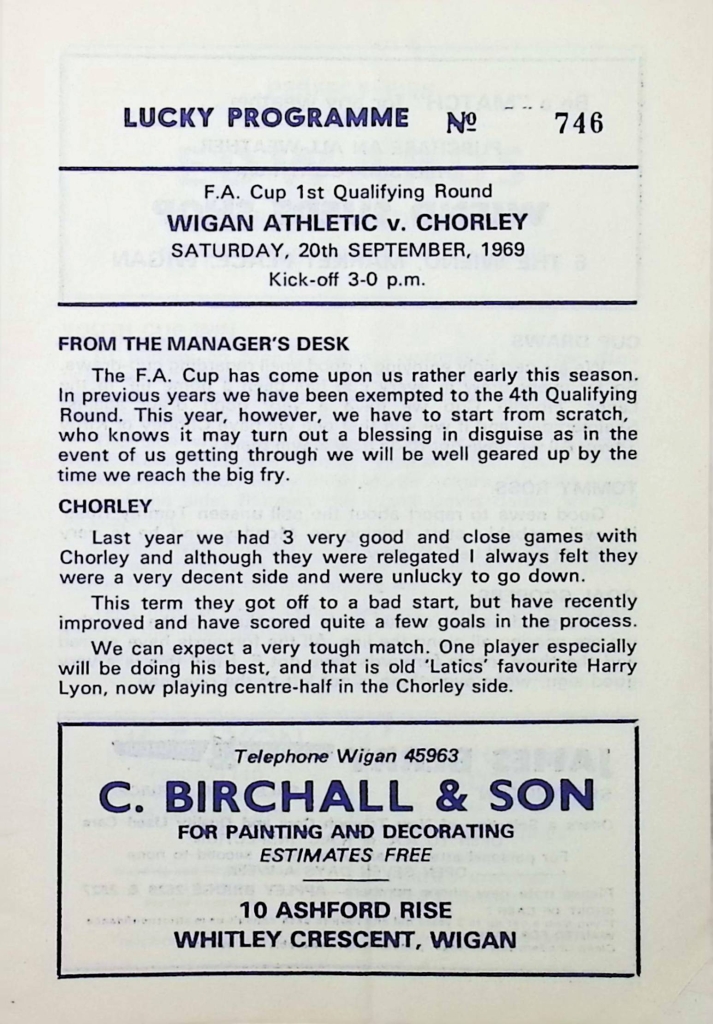 LUCKY PROGRAMME Nº 746
F.A. Cup 1st Qualifying Round
WIGAN ATHLETIC v. CHORLEY
SATURDAY, 20th SEPTEMBER, 1969
Kick-off 3-0 p.m.
FROM THE MANAGER'S DESK
The F.A. Cup has come upon us rather early this season.
In previous years we have been exempted to the 4th Qualifying
Round. This year, however, we have to start from scratch,
who knows it may turn out a blessing in disguise as in the
event of us getting through we will be well geared up by the
time we reach the big fry.
CHORLEY
Last year we had 3 very good and close games with
Chorley and although they were relegated I always felt they
were a very decent side and were unlucky to go down.
This term they got off to a bad start, but have recently
improved and have scored quite a few goals in the process.
We can expect a very tough match. One player especially
will be doing his best, and that is old 'Latics' favourite Harry
Lyon, now playing centre-half in the Chorley side.
Telephone Wigan 45963
C. BIRCHALL & SON
FOR PAINTING AND DECORATING
ESTIMATES FREE
10 ASHFORD RISE
WHITLEY CRESCENT, WIGAN